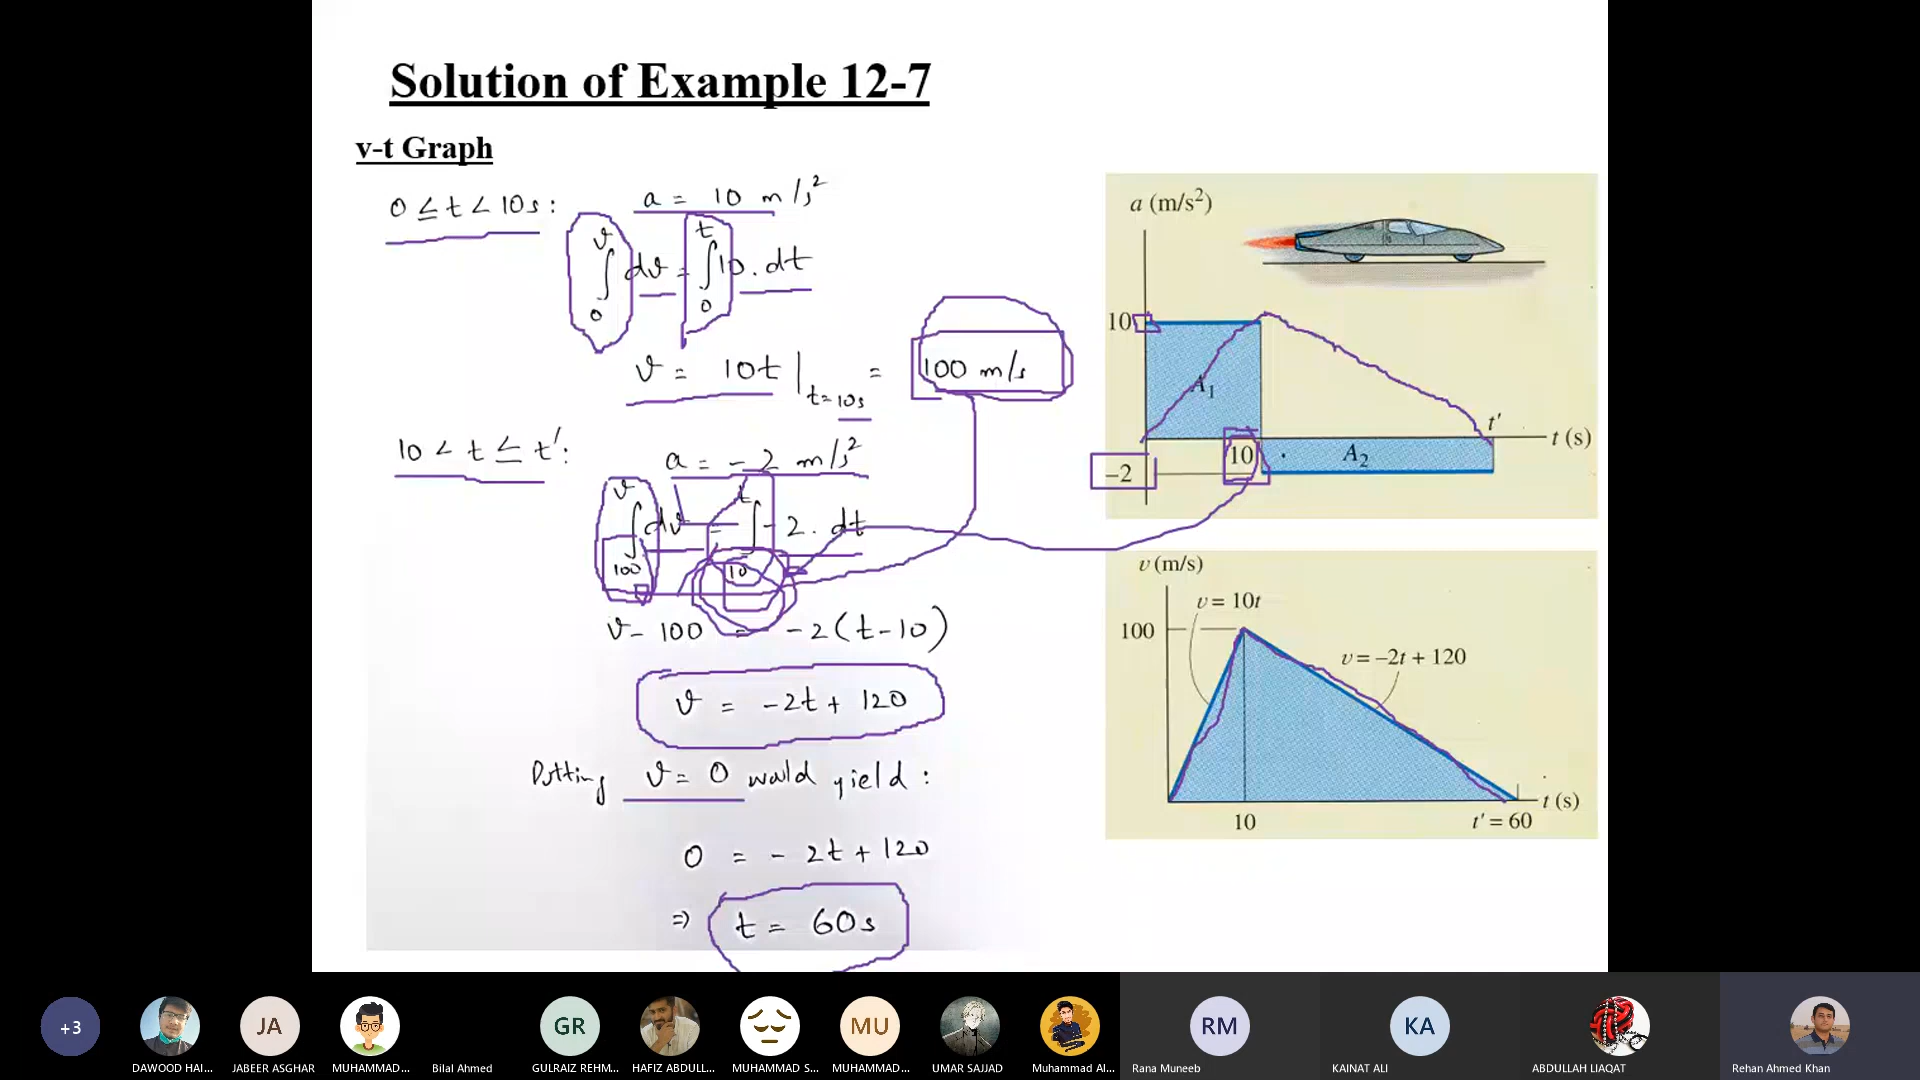 Solution of Example 12-7
v-t Graph
0 ≤ t < 10s :
a = 10 m/s²
∫₀ᵛ dv = ∫₀ᵗ 10 . dt
v = 10t |t=10s = 100 m/s
10 < t ≤ t' :
a = -2 m/s²
∫₁₀₀ᵛ dv = ∫₁₀ᵗ -2 . dt
v - 100 = -2(t-10)
v = -2t + 120
Putting v = 0 would yield :
0 = -2t + 120
⇒ t = 60s
a (m/s²)
10
A₁
t'
t (s)
10
A₂
−2
v (m/s)
v = 10t
100
v = −2t + 120
t (s)
10
t' = 60
+3
JA
GR
MU
RM
KA
DAWOOD HAI...
JABEER ASGHAR
MUHAMMAD...
Bilal Ahmed
GULRAIZ REHM...
HAFIZ ABDULL...
MUHAMMAD S...
MUHAMMAD...
UMAR SAJJAD
Muhammad Al...
Rana Muneeb
KAINAT ALI
ABDULLAH LIAQAT
Rehan Ahmed Khan